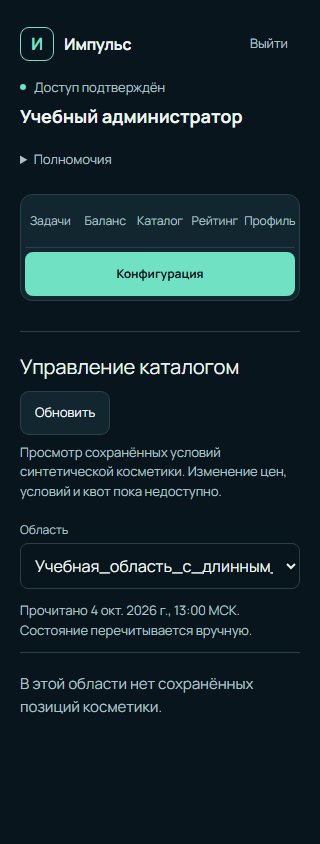 И Импульс Выйти
Доступ подтверждён
Учебный администратор
Полномочия
Задачи Баланс Каталог Рейтинг Профиль
Конфигурация
Управление каталогом
Обновить
Просмотр сохранённых условий
синтетической косметики. Изменение цен,
условий и квот пока недоступно.
Область
Учебная_область_с_длинным_
Прочитано 4 окт. 2026 г., 13:00 МСК.
Состояние перечитывается вручную.
В этой области нет сохранённых
позиций косметики.